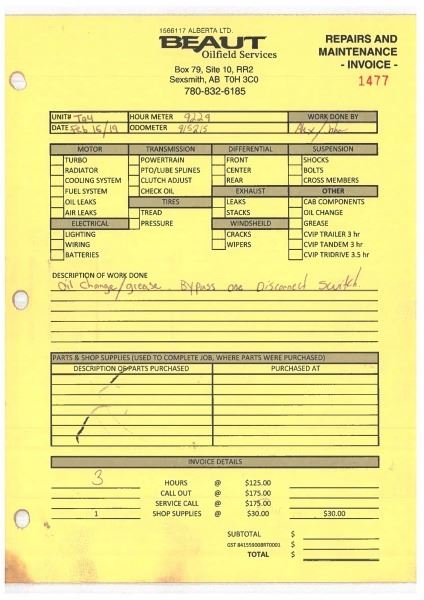 1566117 ALBERTA LTD.
BEAUT
Oilfield Services
Box 79, Site 10, RR2
Sexsmith, AB T0H 3C0
780-832-6185
REPAIRS AND
MAINTENANCE
- INVOICE -
1477
UNIT# HOUR METER 9229 WORK DONE BY
DATE Feb 15/19 ODOMETER Alex/
MOTOR TRANSMISSION DIFFERENTIAL SUSPENSION
TURBO POWERTRAIN FRONT SHOCKS
RADIATOR PTO/LUBE SPLINES CENTER BOLTS
COOLING SYSTEM CLUTCH ADJUST REAR CROSS MEMBERS
FUEL SYSTEM CHECK OIL EXHAUST OTHER
OIL LEAKS TIRES LEAKS CAB COMPONENTS
AIR LEAKS TREAD STACKS OIL CHANGE
ELECTRICAL PRESSURE WINDSHEILD GREASE
LIGHTING CRACKS CVIP TRAILER 3 hr
WIRING WIPERS CVIP TANDEM 3 hr
BATTERIES CVIP TRIDRIVE 3.5 hr
DESCRIPTION OF WORK DONE
Oil Change/grease. Bypass one Disconnect Switch.
PARTS & SHOP SUPPLIES (USED TO COMPLETE JOB, WHERE PARTS WERE PURCHASED)
DESCRIPTION OF PARTS PURCHASED PURCHASED AT
INVOICE DETAILS
3 HOURS @ $125.00
CALL OUT @ $175.00
SERVICE CALL @ $175.00
1 SHOP SUPPLIES @ $30.00 $30.00
SUBTOTAL $
GST 841559008RT0001 $
TOTAL $